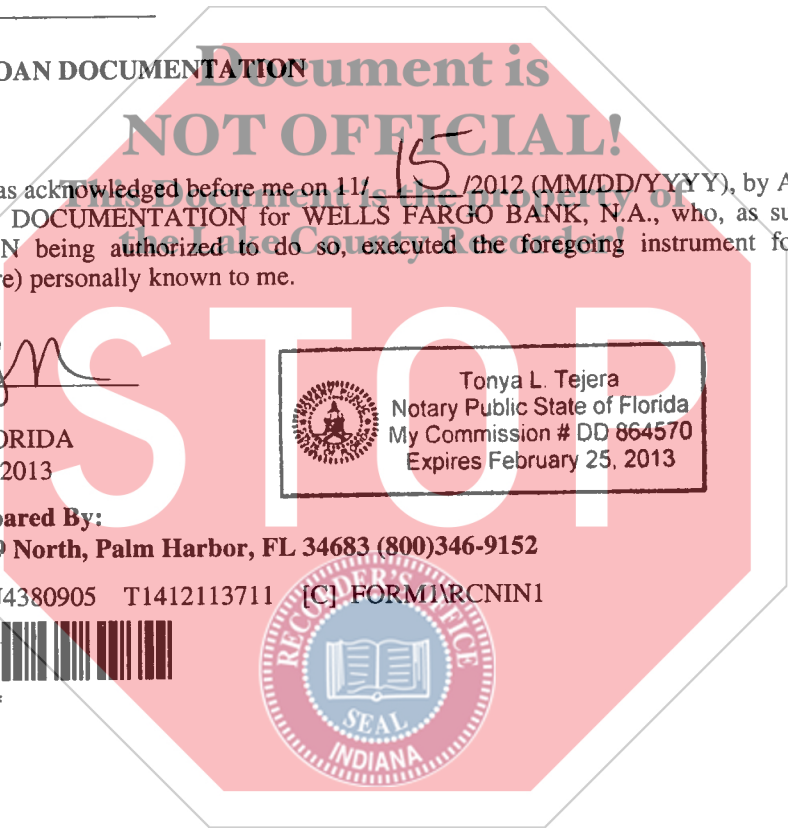 OAN DOCUMENTATION
Document is
NOT OFFICIAL!
as acknowledged before me on 11/ 15 /2012 (MM/DD/YYYY), by A
This Document is the property of
DOCUMENTATION for WELLS FARGO BANK, N.A., who, as su
the Lake County Recorder!
N being authorized to do so, executed the foregoing instrument fo
re) personally known to me.
STOP
Tonya L. Tejera
Notary Public State of Florida
My Commission # DD 864570
Expires February 25, 2013
ORIDA
2013
pared By:
9 North, Palm Harbor, FL 34683 (800)346-9152
4380905 T1412113711 [C] FORM1\RCNIN1
RECORDER'S OFFICE
SEAL
INDIANA